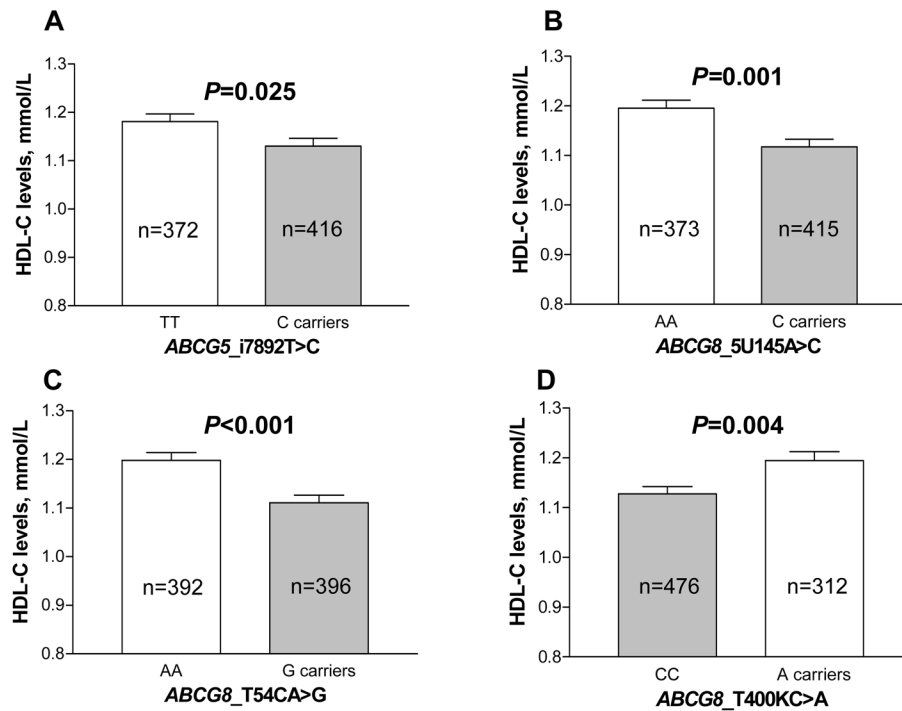 A
HDL-C levels, mmol/L
1.3
1.2
1.1
1.0
0.9
0.8
P=0.025
n=372
n=416
TT
C carriers
ABCG5_i7892T>C
B
HDL-C levels, mmol/L
1.3
1.2
1.1
1.0
0.9
0.8
P=0.001
n=373
n=415
AA
C carriers
ABCG8_5U145A>C
C
HDL-C levels, mmol/L
1.3
1.2
1.1
1.0
0.9
0.8
P<0.001
n=392
n=396
AA
G carriers
ABCG8_T54CA>G
D
HDL-C levels, mmol/L
1.3
1.2
1.1
1.0
0.9
0.8
P=0.004
n=476
n=312
CC
A carriers
ABCG8_T400KC>A